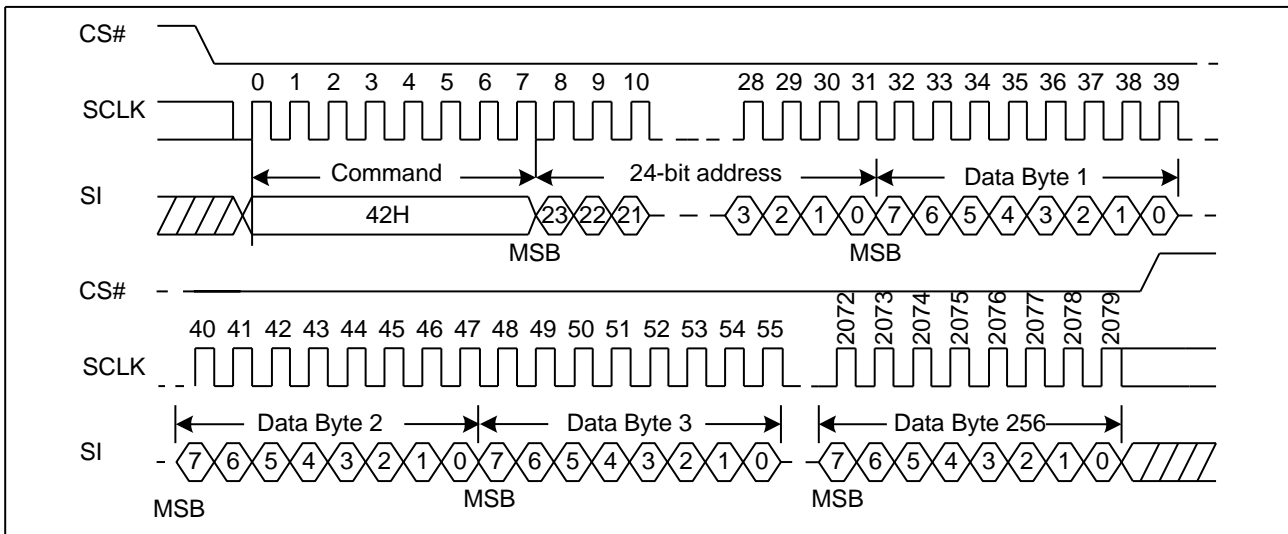 CS#
0 1 2 3 4 5 6 7 8 9 10 28 29 30 31 32 33 34 35 36 37 38 39
SCLK
Command 24-bit address Data Byte 1
SI
42H 23 22 21 3 2 1 0 7 6 5 4 3 2 1 0
MSB MSB
CS#
40 41 42 43 44 45 46 47 48 49 50 51 52 53 54 55 2072 2073 2074 2075 2076 2077 2078 2079
SCLK
Data Byte 2 Data Byte 3 Data Byte 256
SI
7 6 5 4 3 2 1 0 7 6 5 4 3 2 1 0 7 6 5 4 3 2 1 0
MSB MSB MSB